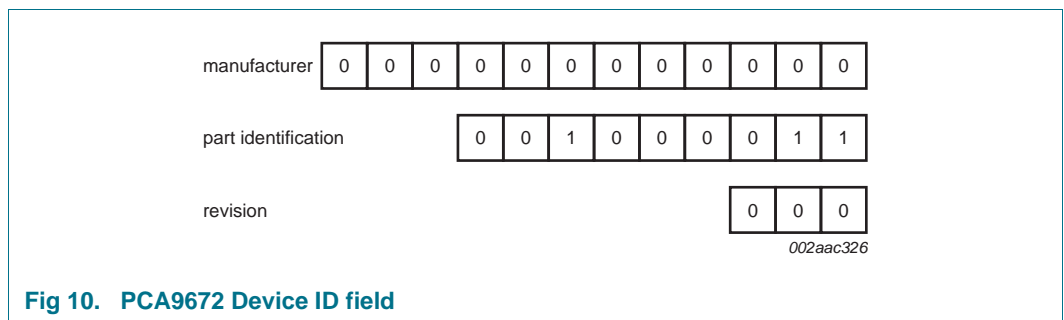 manufacturer 0 0 0 0 0 0 0 0 0 0 0 0
part identification 0 0 1 0 0 0 0 1 1
revision 0 0 0
002aac326
Fig 10. PCA9672 Device ID field